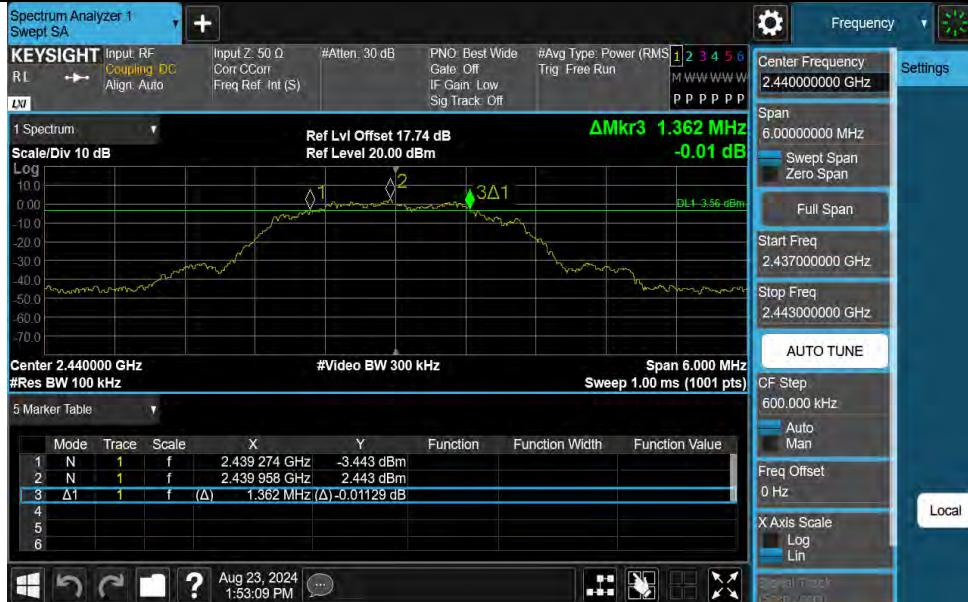 Spectrum Analyzer 1
Swept SA
+
Frequency
KEYSIGHT
RL
LXI
Input: RF
Coupling: DC
Align: Auto
Input Z: 50 Ω
Corr CCorr
Freq Ref: Int (S)
#Atten: 30 dB
PNO: Best Wide
Gate: Off
IF Gain: Low
Sig Track: Off
#Avg Type: Power (RMS
Trig: Free Run
1 2 3 4 5 6
M W W W W W
P P P P P P
1 Spectrum
Scale/Div 10 dB
Ref Lvl Offset 17.74 dB
Ref Level 20.00 dBm
ΔMkr3 1.362 MHz
-0.01 dB
Log
10.0
0.00
-10.0
-20.0
-30.0
-40.0
-50.0
-60.0
-70.0
1
2
3Δ1
DL1 -3.56 dBm
Center 2.440000 GHz
#Video BW 300 kHz
Span 6.000 MHz
#Res BW 100 kHz
Sweep 1.00 ms (1001 pts)
5 Marker Table
Mode Trace Scale X Y Function Function Width Function Value
1 N 1 f 2.439 274 GHz -3.443 dBm
2 N 1 f 2.439 958 GHz 2.443 dBm
3 Δ1 1 f (Δ) 1.362 MHz (Δ) -0.01129 dB
4
5
6
?
Aug 23, 2024
1:53:09 PM
Center Frequency
2.440000000 GHz
Span
6.00000000 MHz
Swept Span
Zero Span
Full Span
Start Freq
2.437000000 GHz
Stop Freq
2.443000000 GHz
AUTO TUNE
CF Step
600.000 kHz
Auto
Man
Freq Offset
0 Hz
X Axis Scale
Log
Lin
Signal Track
(Span Zoom)
Settings
Local